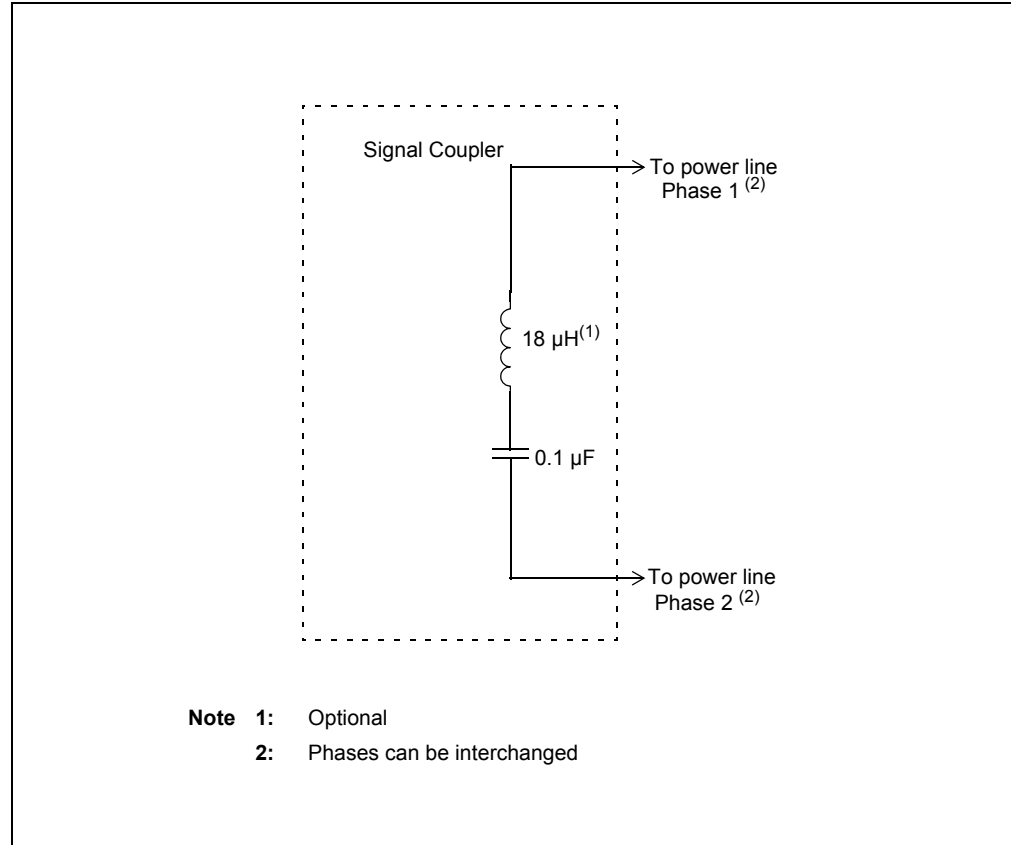 Signal Coupler
To power line
Phase 1 (2)
18 µH(1)
0.1 µF
To power line
Phase 2 (2)
Note 1: Optional
2: Phases can be interchanged